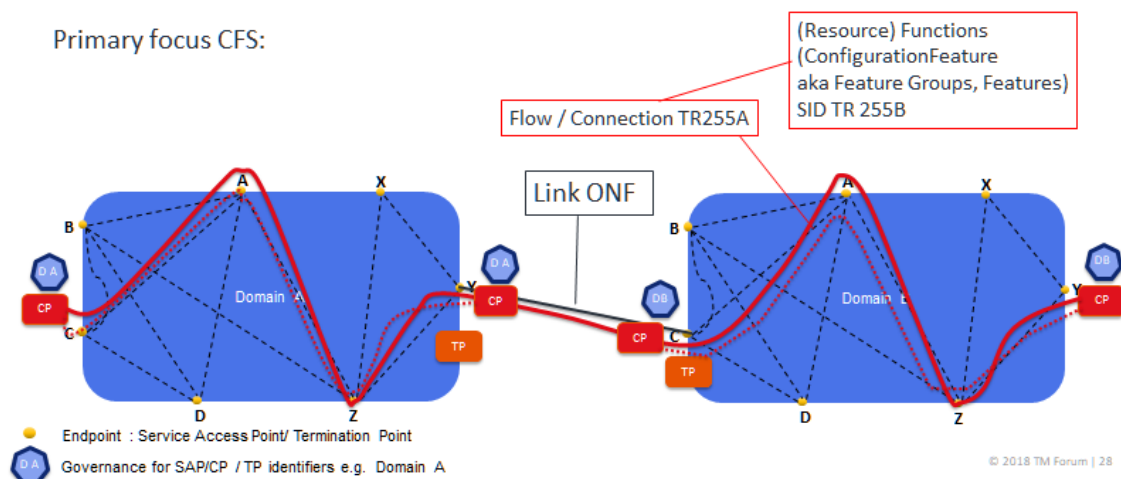 Primary focus CFS:
(Resource) Functions
(ConfigurationFeature
aka Feature Groups, Features)
SID TR 255B
Flow / Connection TR255A
Link ONF
A
X
A
X
B
B
D A
D A
DB
DB
CP
Y
CP
Domain A
Domain B
Y
CP
C
CP
C
TP
TP
D
Z
D
Z
Endpoint : Service Access Point/ Termination Point
D A
Governance for SAP/CP / TP identifiers e.g. Domain A
© 2018 TM Forum | 28